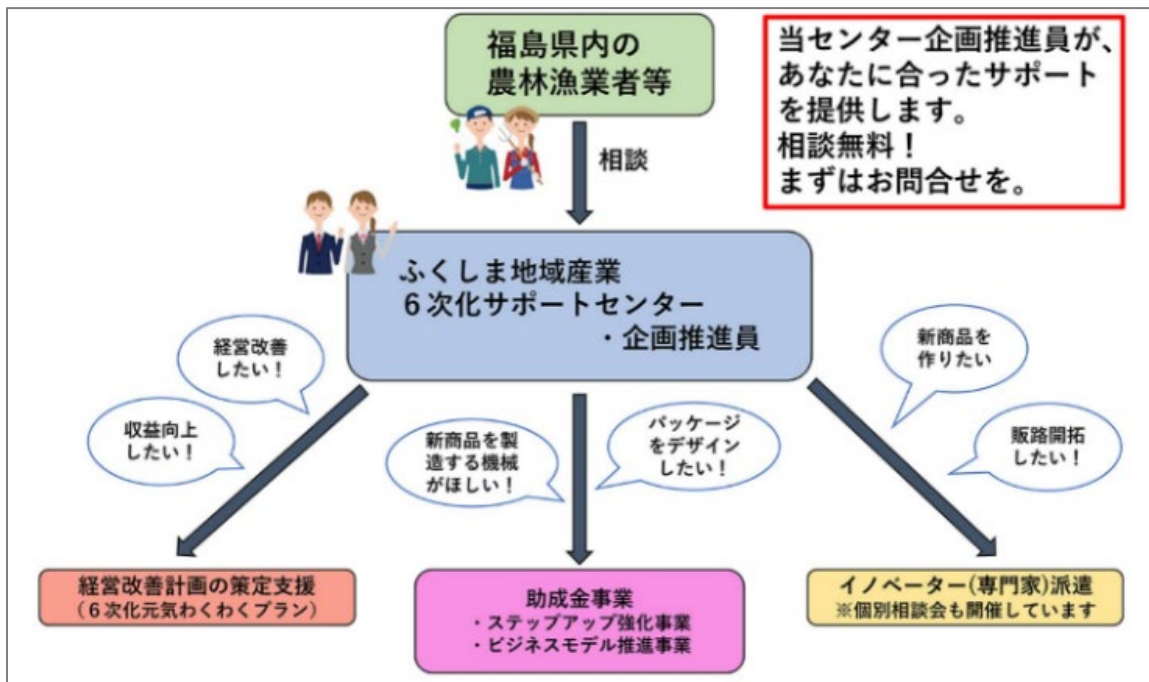 福島県内の
農林漁業者等
当センター企画推進員が、
あなたに合ったサポート
を提供します。
相談無料！
まずはお問合せを。
相談
ふくしま地域産業
６次化サポートセンター
・企画推進員
経営改善
したい！
収益向上
したい！
新商品を製
造する機械
がほしい！
パッケージ
をデザイン
したい！
新商品を
作りたい
販路開拓
したい！
経営改善計画の策定支援
（６次化元気わくわくプラン）
助成金事業
・ステップアップ強化事業
・ビジネスモデル推進事業
イノベーター(専門家)派遣
※個別相談会も開催しています